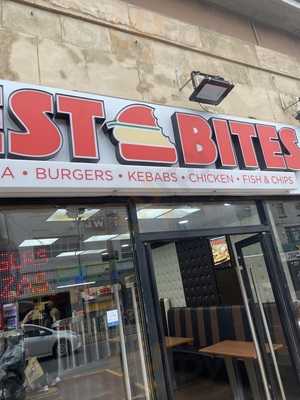 EST BITES
A • BURGERS • KEBABS • CHICKEN • FISH & CHIPS